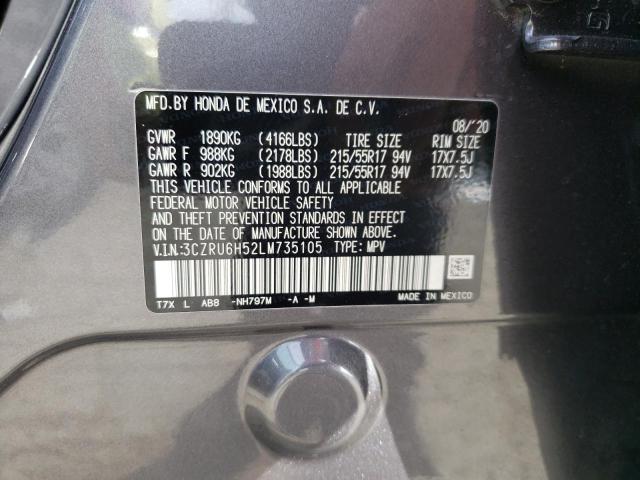 MFD. BY HONDA DE MEXICO S.A. DE C.V.
08/'20
GVWR 1890KG (4166LBS) TIRE SIZE RIM SIZE
GAWR F 988KG (2178LBS) 215/55R17 94V 17X7.5J
GAWR R 902KG (1988LBS) 215/55R17 94V 17X7.5J
THIS VEHICLE CONFORMS TO ALL APPLICABLE
FEDERAL MOTOR VEHICLE SAFETY
AND THEFT PREVENTION STANDARDS IN EFFECT
ON THE DATE OF MANUFACTURE SHOWN ABOVE.
V.I.N:3CZRU6H52LM735105 TYPE: MPV
T7X L AB8 -NH797M -A -M MADE IN MEXICO